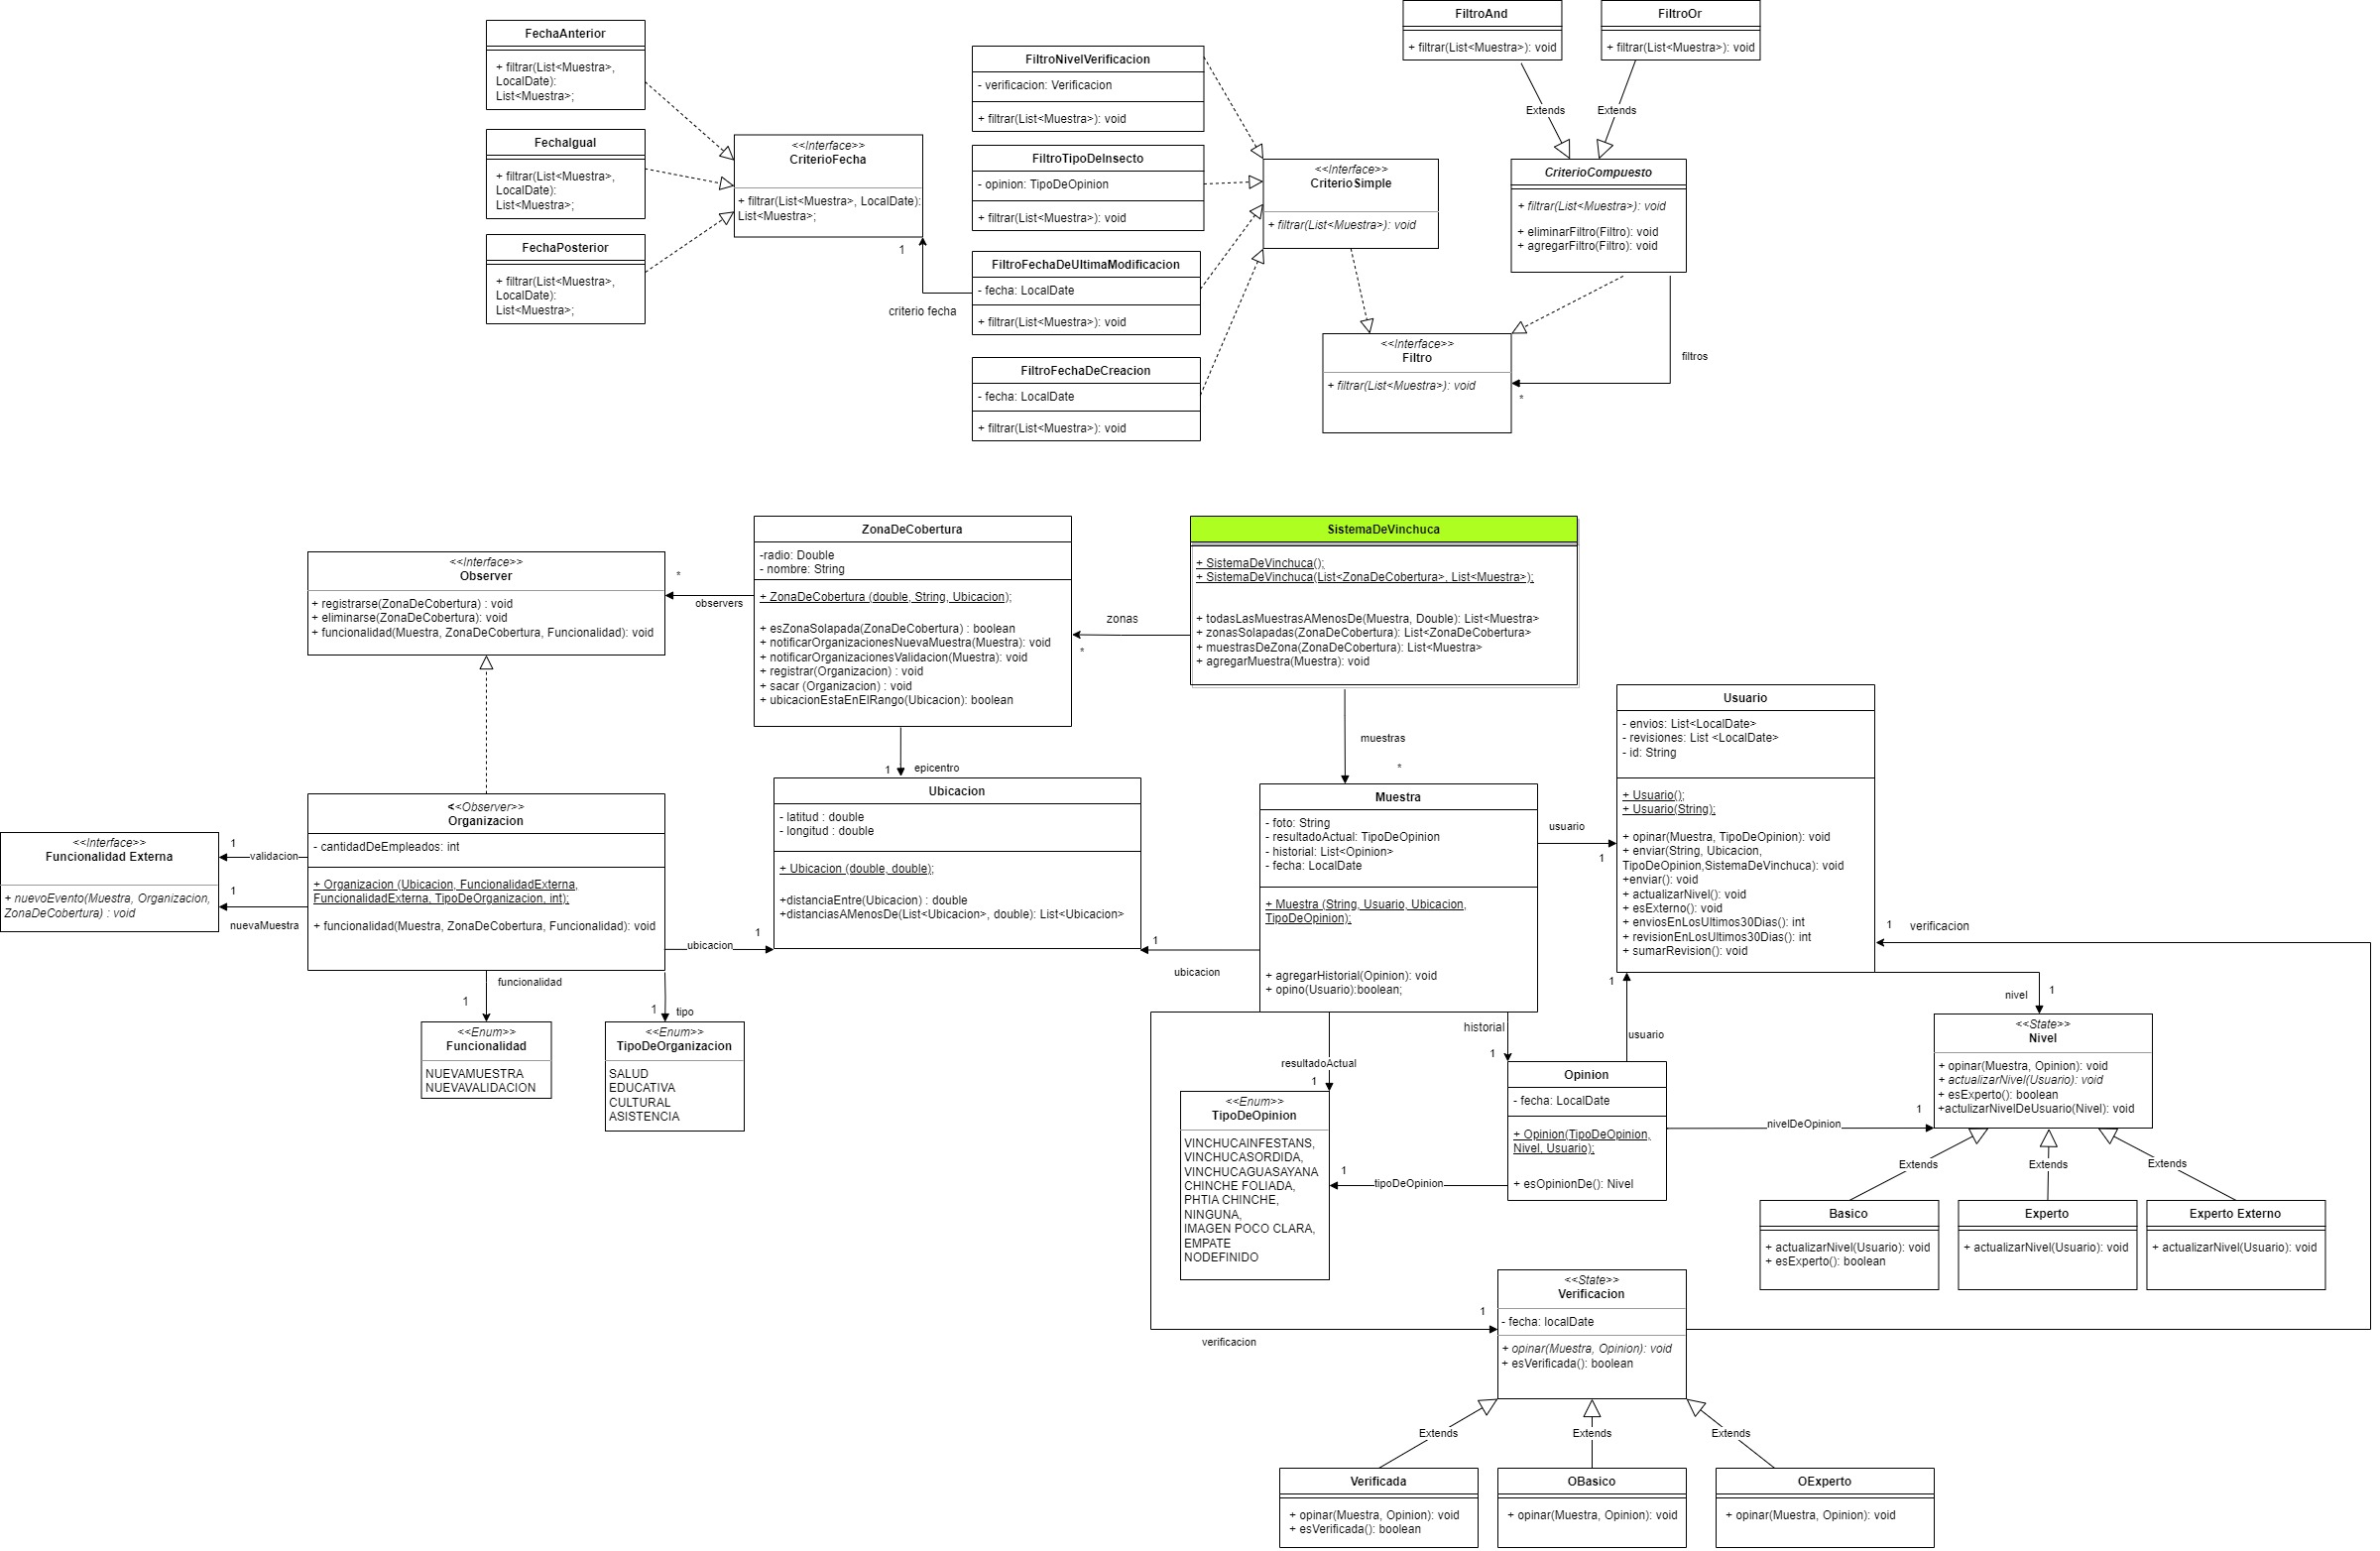 FechaAnterior
+ filtrar(List<Muestra>,
LocalDate):
List<Muestra>;
FechaIgual
+ filtrar(List<Muestra>,
LocalDate):
List<Muestra>;
FechaPosterior
+ filtrar(List<Muestra>,
LocalDate):
List<Muestra>;
<<Interface>>
CriterioFecha
+ filtrar(List<Muestra>, LocalDate):
List<Muestra>;
1
criterio fecha
FiltroNivelVerificacion
- verificacion: Verificacion
+ filtrar(List<Muestra>): void
FiltroTipoDeInsecto
- opinion: TipoDeOpinion
+ filtrar(List<Muestra>): void
FiltroFechaDeUltimaModificacion
- fecha: LocalDate
+ filtrar(List<Muestra>): void
FiltroFechaDeCreacion
- fecha: LocalDate
+ filtrar(List<Muestra>): void
<<Interface>>
CriterioSimple
+ filtrar(List<Muestra>): void
FiltroAnd
+ filtrar(List<Muestra>): void
FiltroOr
+ filtrar(List<Muestra>): void
Extends
Extends
CriterioCompuesto
+ filtrar(List<Muestra>): void
+ eliminarFiltro(Filtro): void
+ agregarFiltro(Filtro): void
<<Interface>>
Filtro
+ filtrar(List<Muestra>): void
filtros
*
<<Interface>>
Observer
+ registrarse(ZonaDeCobertura) : void
+ eliminarse(ZonaDeCobertura): void
+ funcionalidad(Muestra, ZonaDeCobertura, Funcionalidad): void
*
observers
ZonaDeCobertura
-radio: Double
- nombre: String
+ ZonaDeCobertura (double, String, Ubicacion);
+ esZonaSolapada(ZonaDeCobertura) : boolean
+ notificarOrganizacionesNuevaMuestra(Muestra): void
+ notificarOrganizacionesValidacion(Muestra): void
+ registrar(Organizacion) : void
+ sacar (Organizacion) : void
+ ubicacionEstaEnElRango(Ubicacion): boolean
zonas
*
SistemaDeVinchuca
+ SistemaDeVinchuca();
+ SistemaDeVinchuca(List<ZonaDeCobertura>, List<Muestra>);
+ todasLasMuestrasAMenosDe(Muestra, Double): List<Muestra>
+ zonasSolapadas(ZonaDeCobertura): List<ZonaDeCobertura>
+ muestrasDeZona(ZonaDeCobertura): List<Muestra>
+ agregarMuestra(Muestra): void
muestras
*
1
epicentro
Usuario
- envios: List<LocalDate>
- revisiones: List <LocalDate>
- id: String
+ Usuario();
+ Usuario(String);
+ opinar(Muestra, TipoDeOpinion): void
+ enviar(String, Ubicacion,
TipoDeOpinion,SistemaDeVinchuca): void
+enviar(): void
+ actualizarNivel(): void
+ esExterno(): void
+ enviosEnLosUltimos30Dias(): int
+ revisionEnLosUltimos30Dias(): int
+ sumarRevision(): void
<<Interface>>
Funcionalidad Externa
+ nuevoEvento(Muestra, Organizacion,
ZonaDeCobertura) : void
1
validacion
1
nuevaMuestra
<<Observer>>
Organizacion
- cantidadDeEmpleados: int
+ Organizacion (Ubicacion, FuncionalidadExterna,
FuncionalidadExterna, TipoDeOrganizacion, int);
+ funcionalidad(Muestra, ZonaDeCobertura, Funcionalidad): void
1
ubicacion
Ubicacion
- latitud : double
- longitud : double
+ Ubicacion (double, double);
+distanciaEntre(Ubicacion) : double
+distanciasAMenosDe(List<Ubicacion>, double): List<Ubicacion>
1
ubicacion
Muestra
- foto: String
- resultadoActual: TipoDeOpinion
- historial: List<Opinion>
- fecha: LocalDate
+ Muestra (String, Usuario, Ubicacion,
TipoDeOpinion);
+ agregarHistorial(Opinion): void
+ opino(Usuario):boolean;
usuario
1
1
verificacion
funcionalidad
1
1
tipo
<<Enum>>
Funcionalidad
NUEVAMUESTRA
NUEVAVALIDACION
<<Enum>>
TipoDeOrganizacion
SALUD
EDUCATIVA
CULTURAL
ASISTENCIA
resultadoActual
1
historial
1
1
usuario
nivel
1
<<Enum>>
TipoDeOpinion
VINCHUCAINFESTANS,
VINCHUCASORDIDA,
VINCHUCAGUASAYANA
CHINCHE FOLIADA,
PHTIA CHINCHE,
NINGUNA,
IMAGEN POCO CLARA,
EMPATE
NODEFINIDO
Opinion
- fecha: LocalDate
+ Opinion(TipoDeOpinion,
Nivel, Usuario);
+ esOpinionDe(): Nivel
1
tipoDeOpinion
1
nivelDeOpinion
<<State>>
Nivel
+ opinar(Muestra, Opinion): void
+ actualizarNivel(Usuario): void
+ esExperto(): boolean
+actulizarNivelDeUsuario(Nivel): void
Extends
Extends
Extends
Basico
+ actualizarNivel(Usuario): void
+ esExperto(): boolean
Experto
+ actualizarNivel(Usuario): void
Experto Externo
+ actualizarNivel(Usuario): void
1
verificacion
<<State>>
Verificacion
- fecha: localDate
+ opinar(Muestra, Opinion): void
+ esVerificada(): boolean
Extends
Extends
Extends
Verificada
+ opinar(Muestra, Opinion): void
+ esVerificada(): boolean
OBasico
+ opinar(Muestra, Opinion): void
OExperto
+ opinar(Muestra, Opinion): void